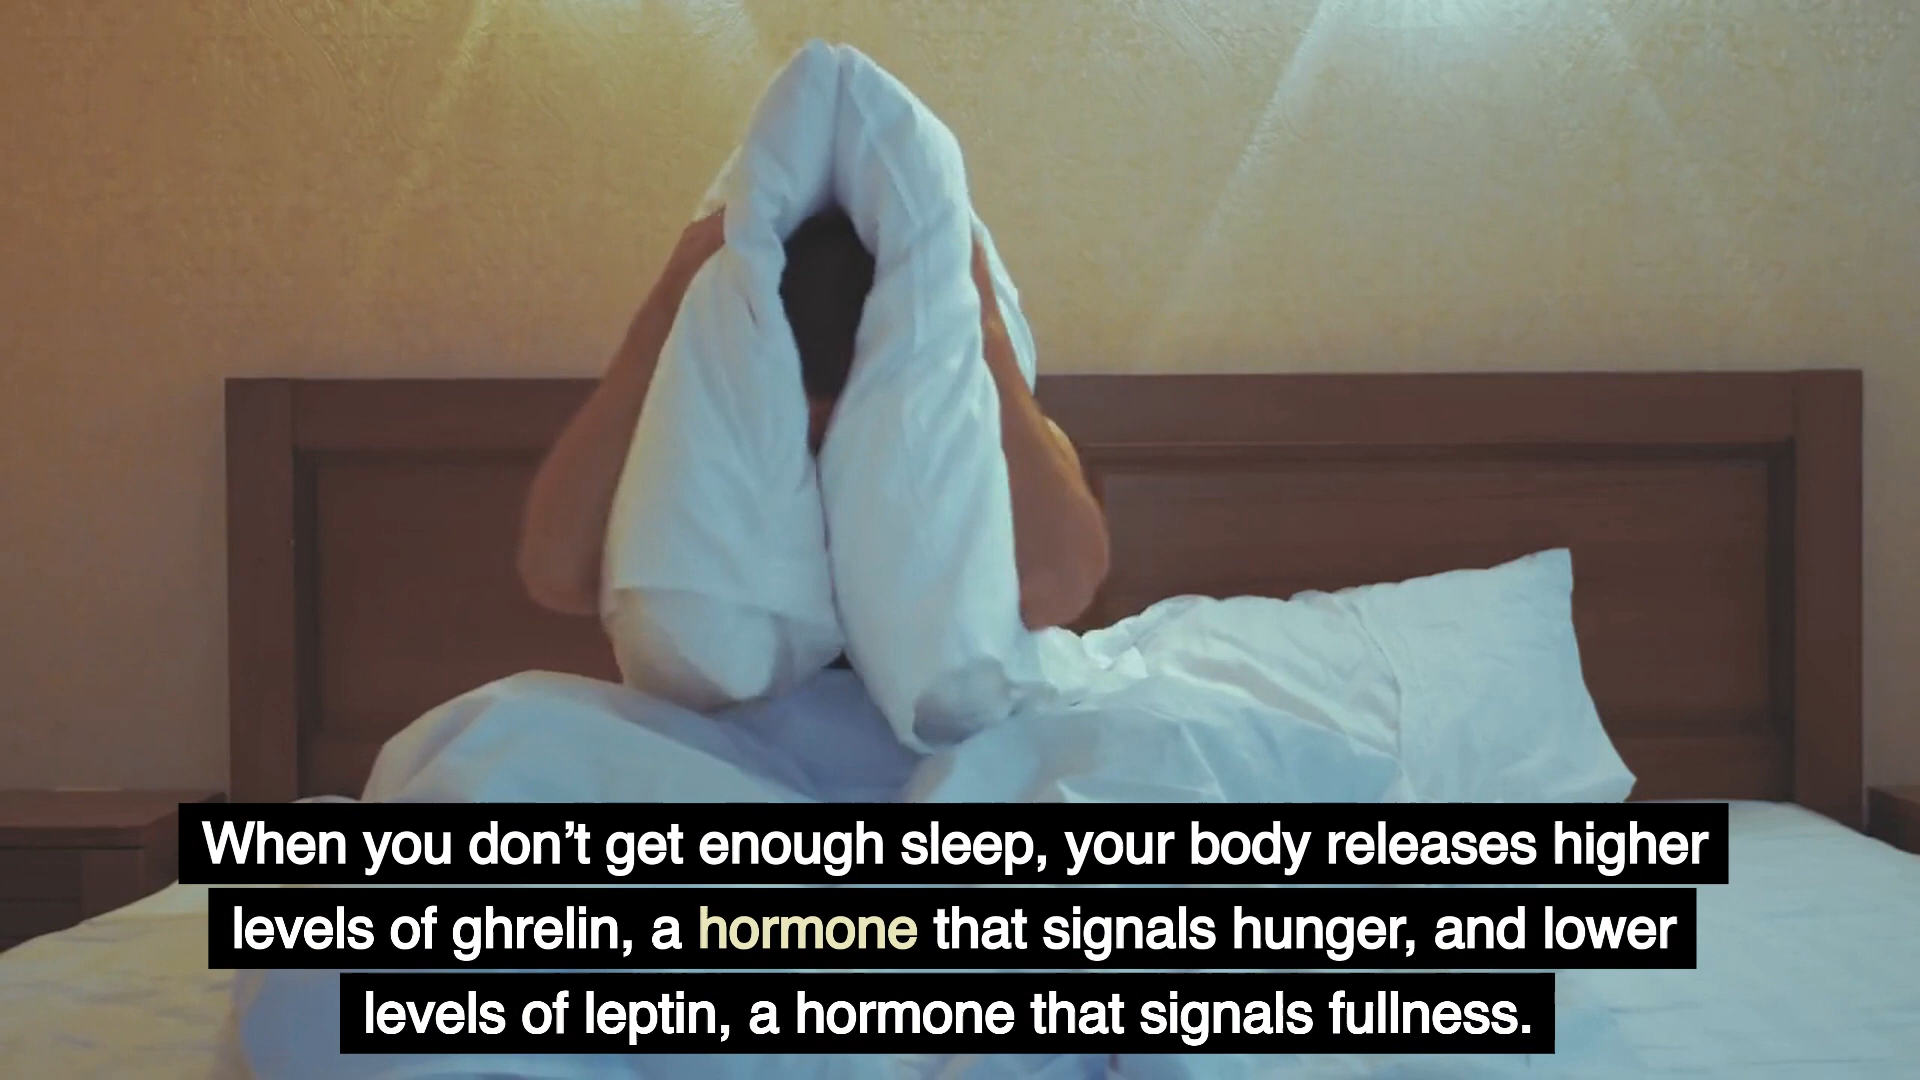 When you don’t get enough sleep, your body releases higher
levels of ghrelin, a hormone that signals hunger, and lower
levels of leptin, a hormone that signals fullness.